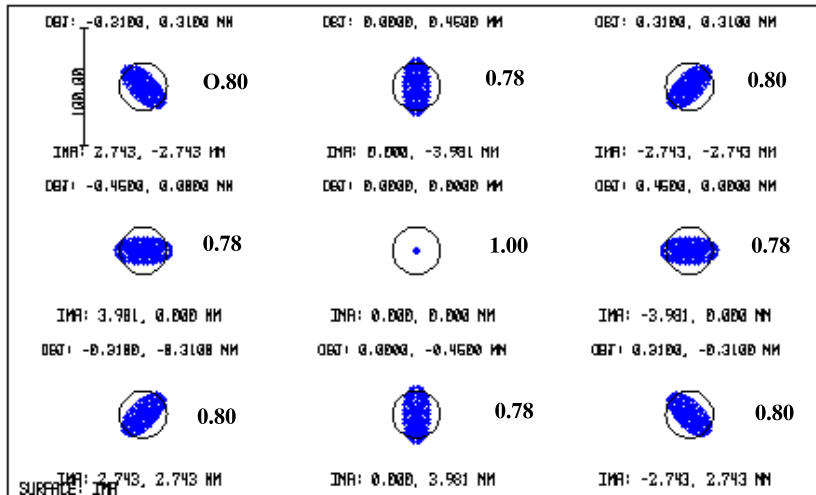 OBJ: -0.3100, 0.3100 MM
OBJ: 0.0000, 0.4500 MM
OBJ: 0.3100, 0.3100 MM
100.00
O.80
0.78
0.80
IMA: 2.743, -2.743 MM
IMA: 0.000, -3.981 MM
IMA: -2.743, -2.743 MM
OBJ: -0.4500, 0.0000 MM
OBJ: 0.0000, 0.0000 MM
OBJ: 0.4500, 0.0000 MM
0.78
1.00
0.78
IMA: 3.981, 0.000 MM
IMA: 0.000, 0.000 MM
IMA: -3.981, 0.000 MM
OBJ: -0.3100, -0.3100 MM
OBJ: 0.0000, -0.4500 MM
OBJ: 0.3100, -0.3100 MM
0.80
0.78
0.80
IMA: 2.743, 2.743 MM
IMA: 0.000, 3.981 MM
IMA: -2.743, 2.743 MM
SURFACE: IMA